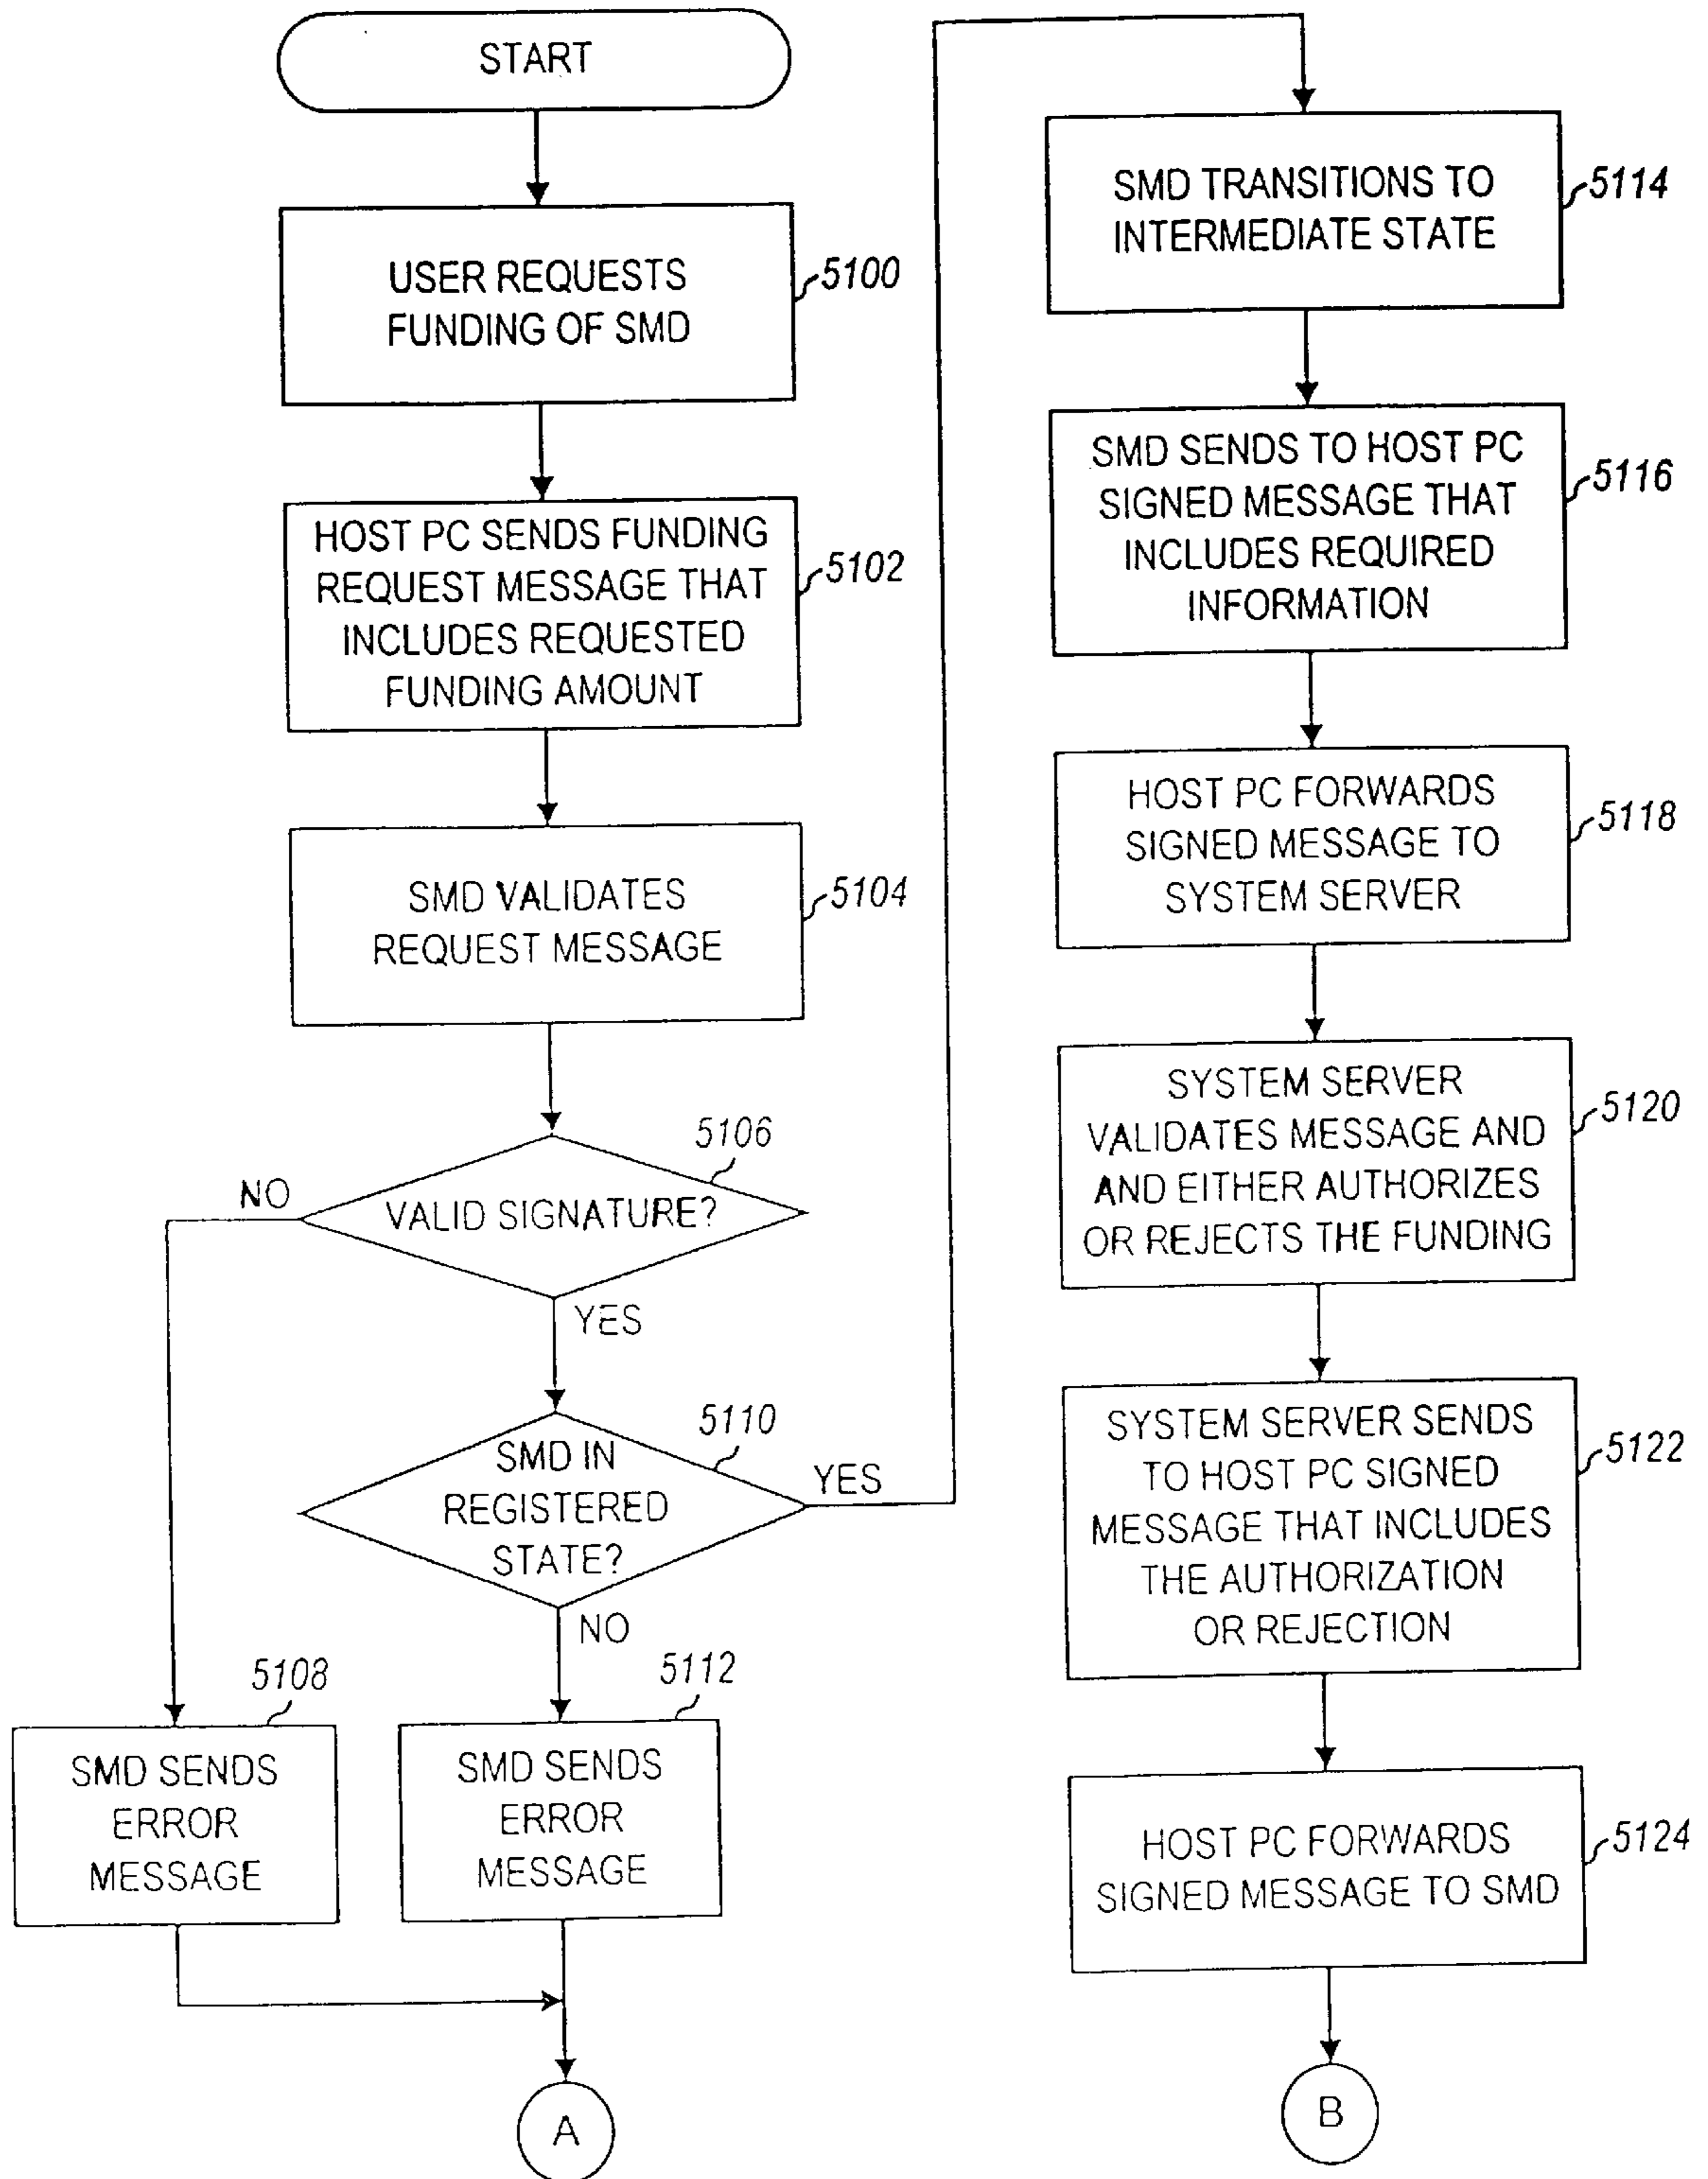 START
USER REQUESTS
FUNDING OF SMD
5100
HOST PC SENDS FUNDING
REQUEST MESSAGE THAT
INCLUDES REQUESTED
FUNDING AMOUNT
5102
SMD VALIDATES
REQUEST MESSAGE
5104
5106
VALID SIGNATURE?
NO
YES
5110
SMD IN
REGISTERED
STATE?
YES
NO
5108
SMD SENDS
ERROR
MESSAGE
5112
SMD SENDS
ERROR
MESSAGE
A
SMD TRANSITIONS TO
INTERMEDIATE STATE
5114
SMD SENDS TO HOST PC
SIGNED MESSAGE THAT
INCLUDES REQUIRED
INFORMATION
5116
HOST PC FORWARDS
SIGNED MESSAGE TO
SYSTEM SERVER
5118
SYSTEM SERVER
VALIDATES MESSAGE AND
AND EITHER AUTHORIZES
OR REJECTS THE FUNDING
5120
SYSTEM SERVER SENDS
TO HOST PC SIGNED
MESSAGE THAT INCLUDES
THE AUTHORIZATION
OR REJECTION
5122
HOST PC FORWARDS
SIGNED MESSAGE TO SMD
5124
B